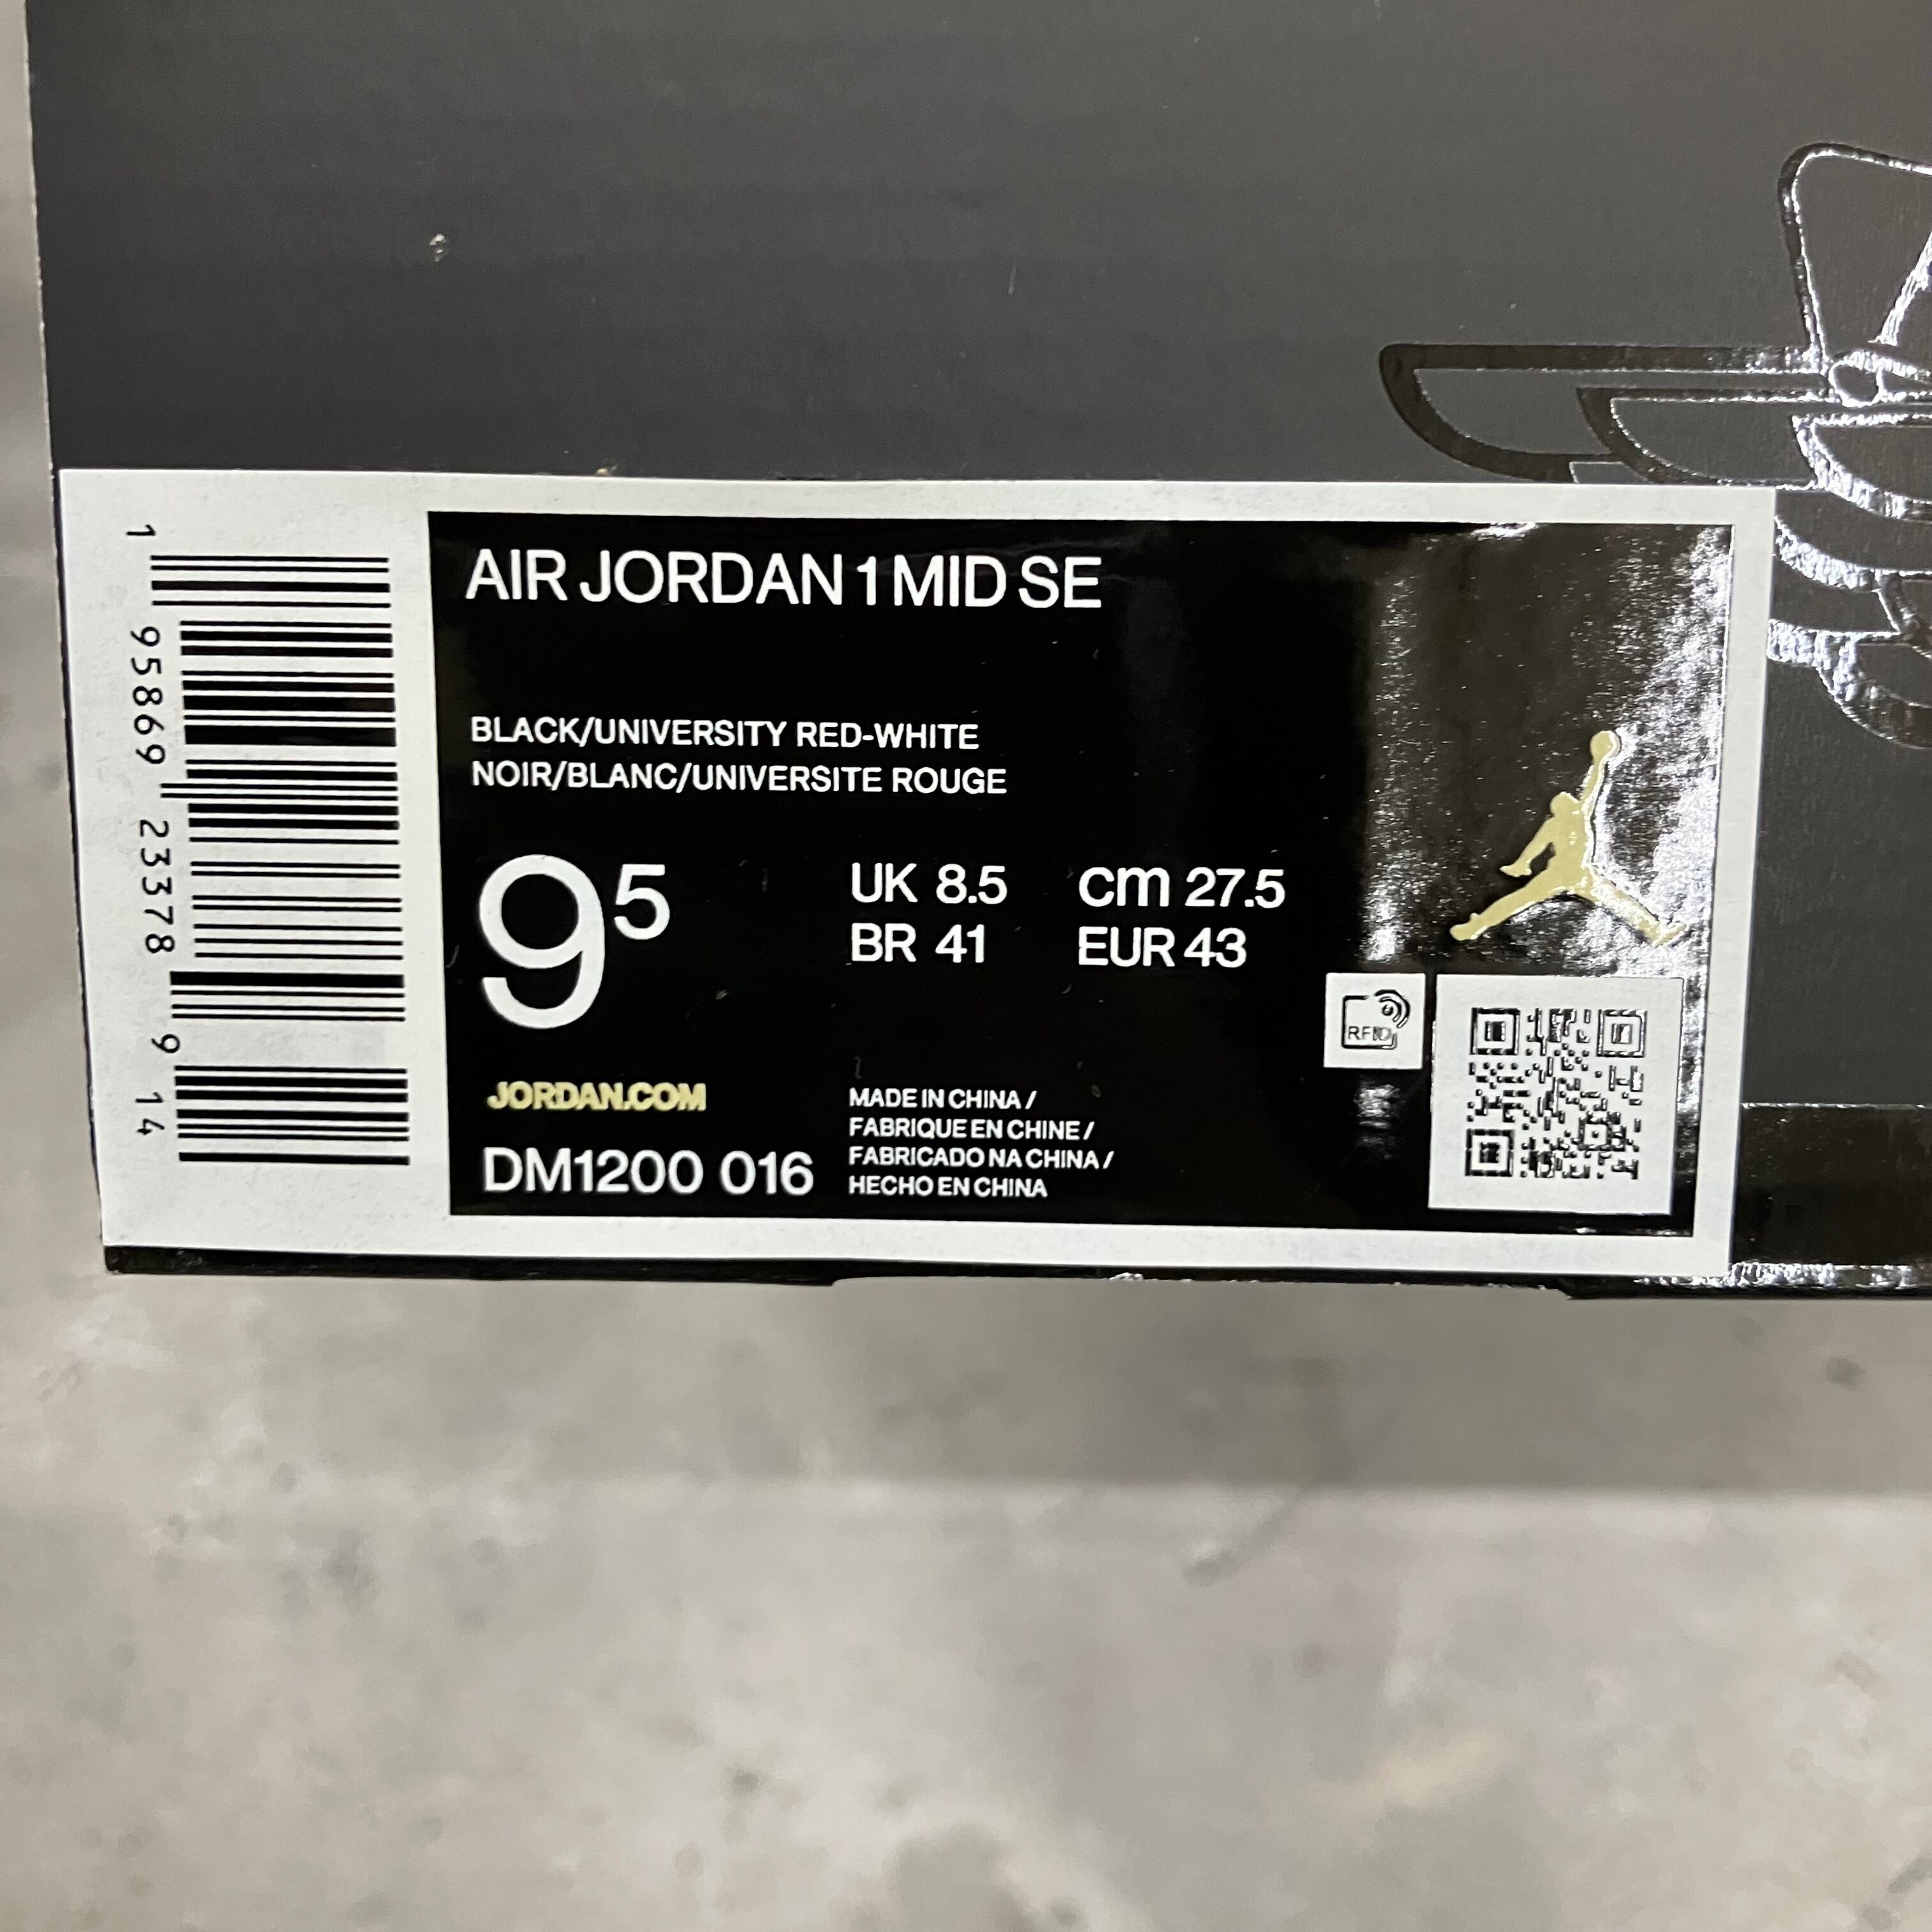 AIR JORDAN 1 MID SE
BLACK/UNIVERSITY RED-WHITE
NOIR/BLANC/UNIVERSITE ROUGE
9⁵
UK 8.5
cm 27.5
BR 41
EUR 43
RFID
JORDAN.COM
DM1200 016
MADE IN CHINA /
FABRIQUE EN CHINE /
FABRICADO NA CHINA /
HECHO EN CHINA
1 95869 23378 9 14